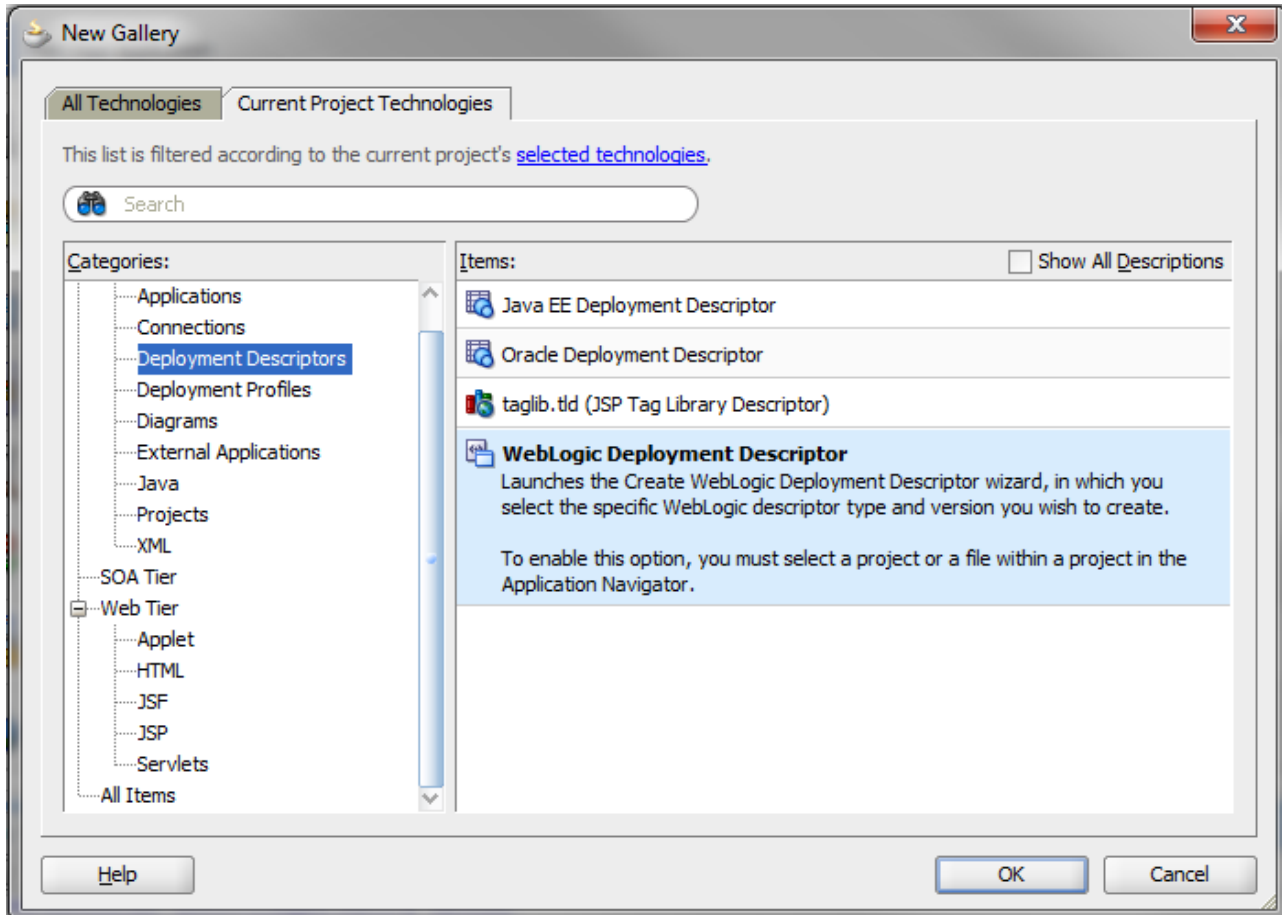 New Gallery
All Technologies
Current Project Technologies
This list is filtered according to the current project's selected technologies.
Search
Categories:
Applications
Connections
Deployment Descriptors
Deployment Profiles
Diagrams
External Applications
Java
Projects
XML
SOA Tier
Web Tier
Applet
HTML
JSF
JSP
Servlets
All Items
Items:
Show All Descriptions
Java EE Deployment Descriptor
Oracle Deployment Descriptor
taglib.tld (JSP Tag Library Descriptor)
WebLogic Deployment Descriptor
Launches the Create WebLogic Deployment Descriptor wizard, in which you
select the specific WebLogic descriptor type and version you wish to create.
To enable this option, you must select a project or a file within a project in the
Application Navigator.
Help
OK
Cancel